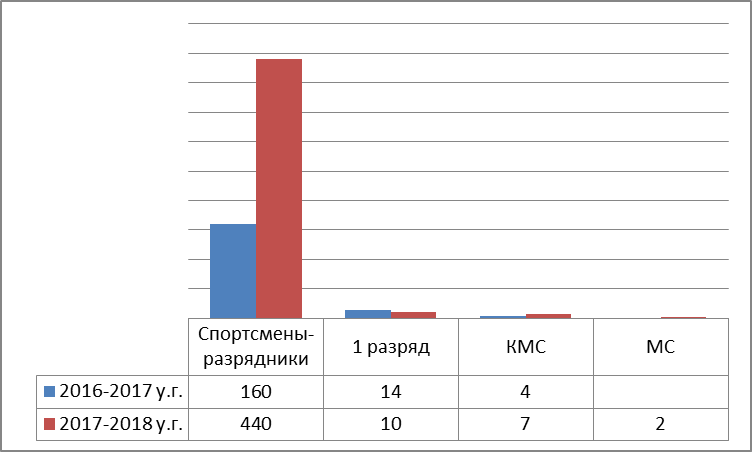 Спортсмены-
разрядники 1 разряд КМС МС
2016-2017 у.г. 160 14 4
2017-2018 у.г. 440 10 7 2